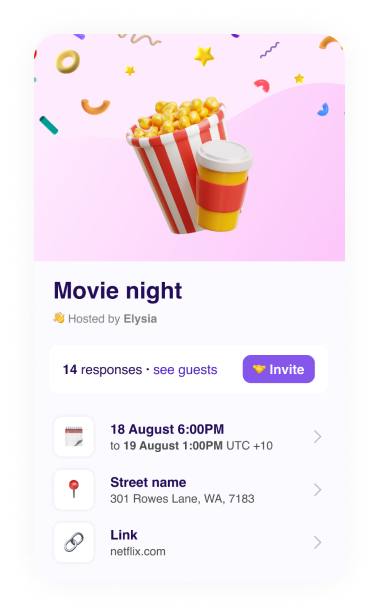 Movie night
Hosted by Elysia
14 responses · see guests
Invite
18 August 6:00PM
to 19 August 1:00PM UTC +10
Street name
301 Rowes Lane, WA, 7183
Link
netflix.com